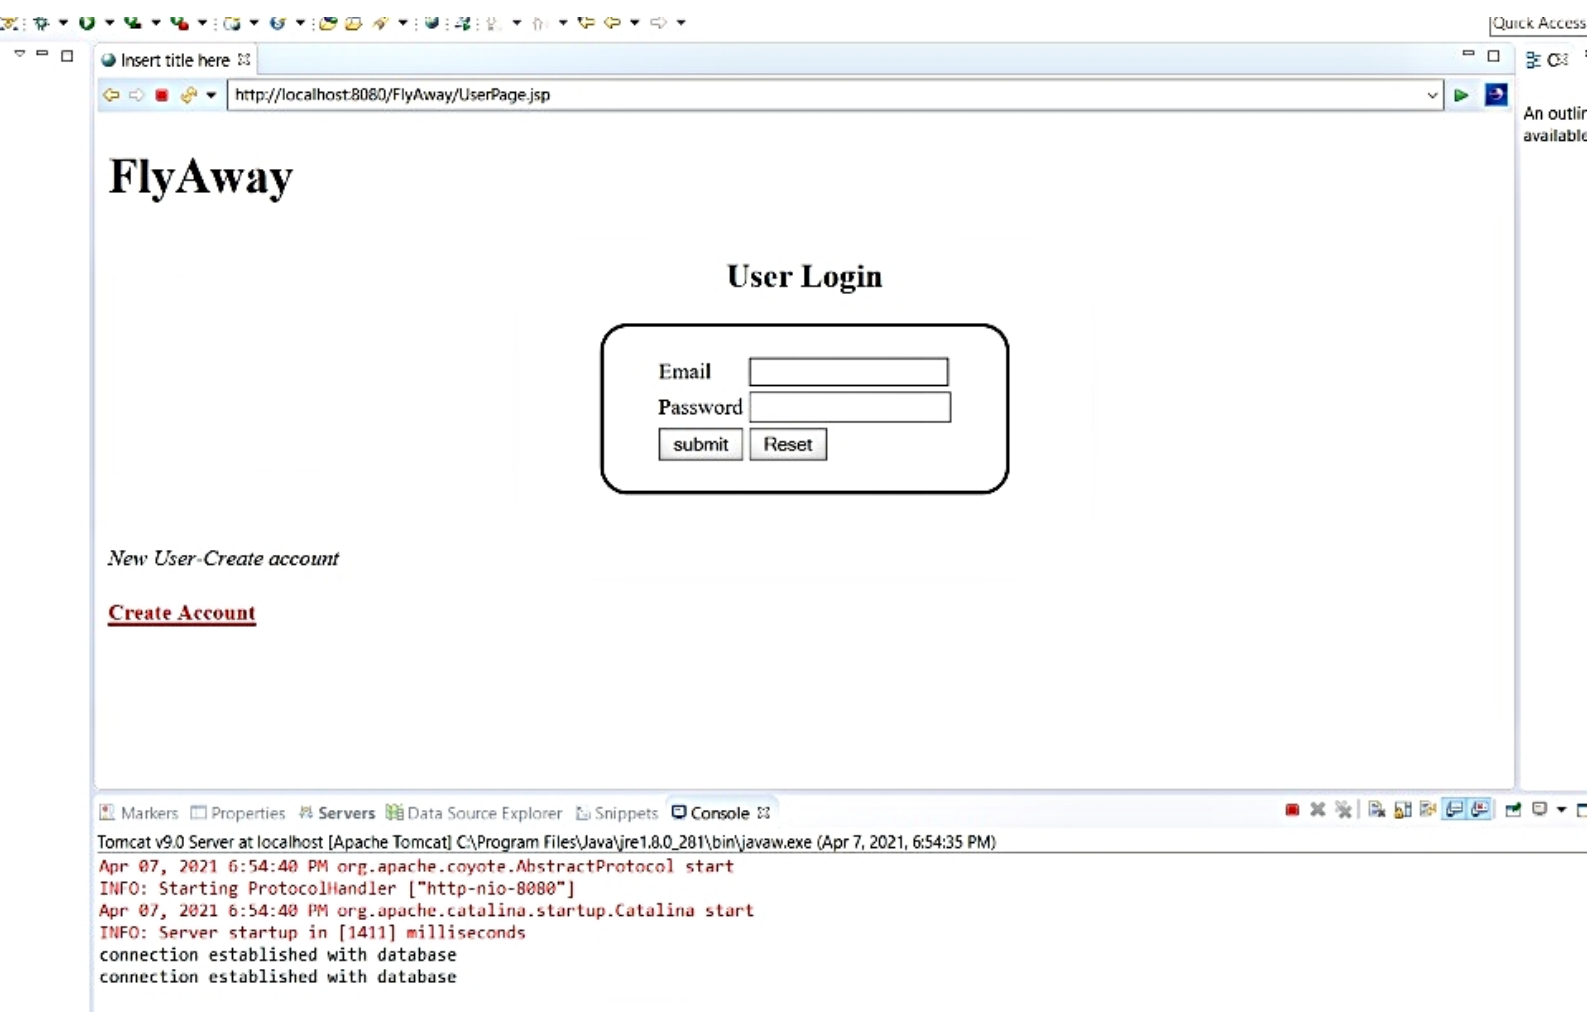 Quick Access
Insert title here
http://localhost:8080/FlyAway/UserPage.jsp
An outlin
available
FlyAway
User Login
Email
Password
submit Reset
New User-Create account
Create Account
Markers Properties Servers Data Source Explorer Snippets Console
Tomcat v9.0 Server at localhost [Apache Tomcat] C:\Program Files\Java\jre1.8.0_281\bin\javaw.exe (Apr 7, 2021, 6:54:35 PM)
Apr 07, 2021 6:54:40 PM org.apache.coyote.AbstractProtocol start
INFO: Starting ProtocolHandler ["http-nio-8080"]
Apr 07, 2021 6:54:40 PM org.apache.catalina.startup.Catalina start
INFO: Server startup in [1411] milliseconds
connection established with database
connection established with database